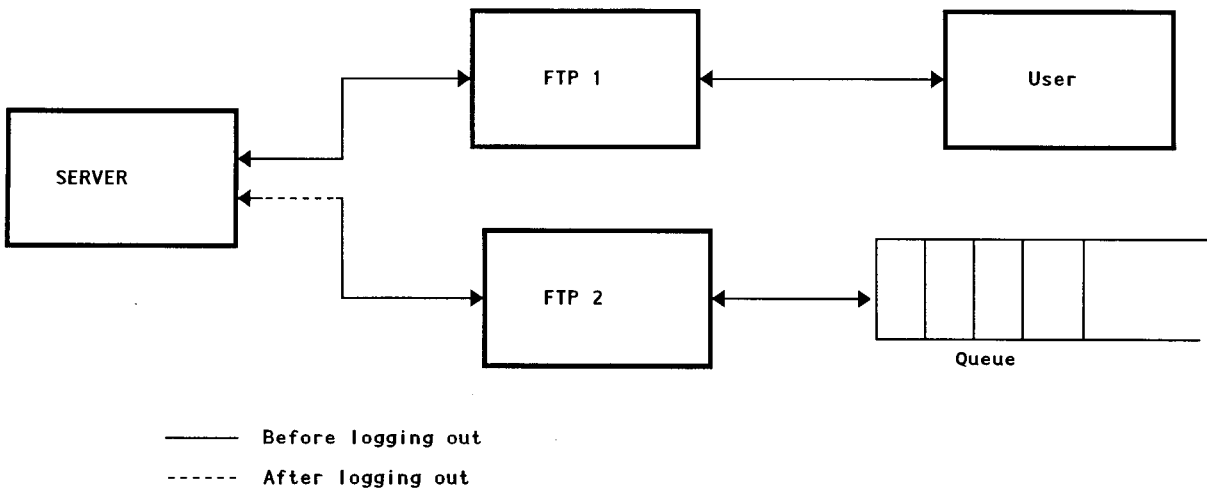 FTP 1
User
SERVER
FTP 2
Queue
Before logging out
After logging out